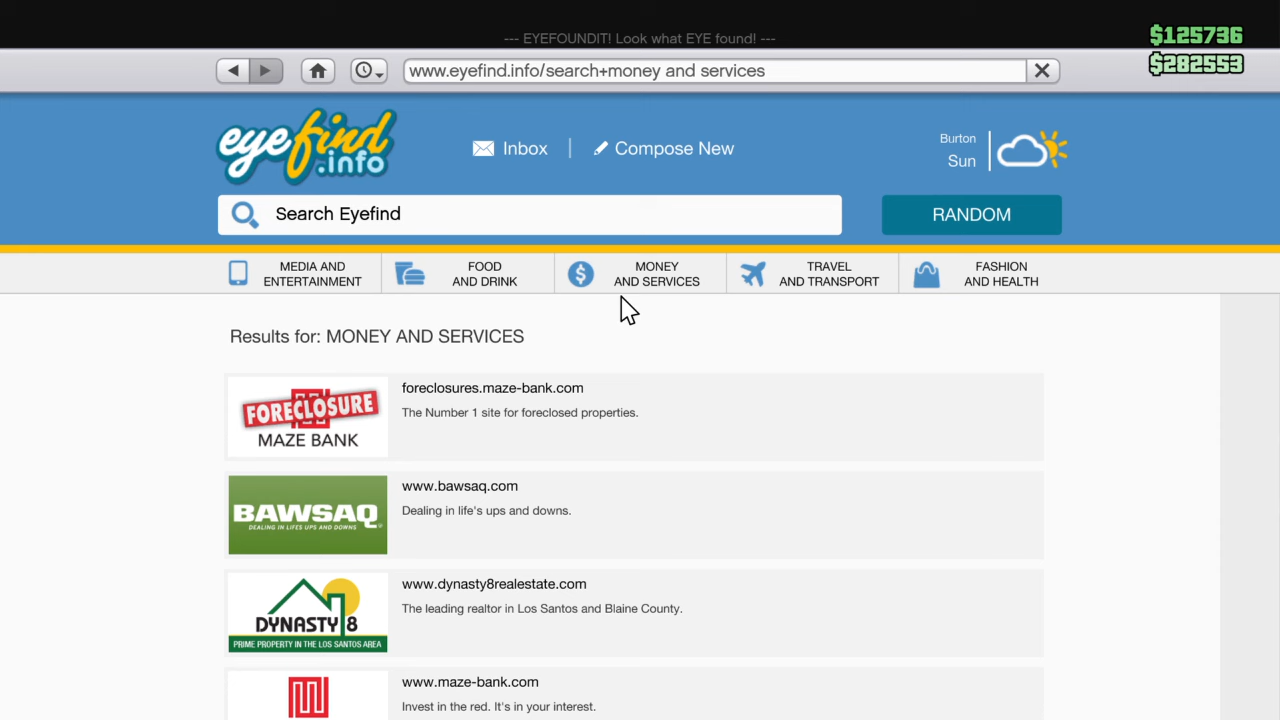 --- EYEFOUNDIT! Look what EYE found! ---
$125736
$282553
www.eyefind.info/search+money and services
eyefind
.info
Inbox
Compose New
Burton
Sun
Search Eyefind
RANDOM
MEDIA AND
ENTERTAINMENT
FOOD
AND DRINK
MONEY
AND SERVICES
TRAVEL
AND TRANSPORT
FASHION
AND HEALTH
Results for: MONEY AND SERVICES
FORECLOSURE
MAZE BANK
foreclosures.maze-bank.com
The Number 1 site for foreclosed properties.
BAWSAQ
DEALING IN LIFES UPS AND DOWNS
www.bawsaq.com
Dealing in life's ups and downs.
DYNASTY 8
PRIME PROPERTY IN THE LOS SANTOS AREA
www.dynasty8realestate.com
The leading realtor in Los Santos and Blaine County.
www.maze-bank.com
Invest in the red. It's in your interest.